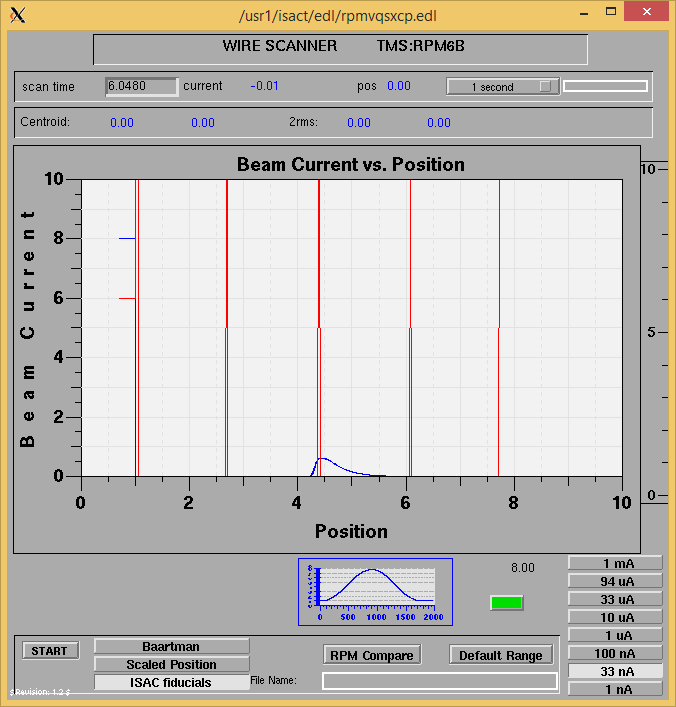 /usr1/isact/edl/rpmvqsxcp.edl
WIRE SCANNER TMS:RPM6B
scan time 6.0480 current -0.01 pos 0.00 1 second
Centroid: 0.00 0.00 2rms: 0.00 0.00
Beam Current vs. Position
Beam Current
10
8
6
4
2
0
0 2 4 6 8 10
Position
10
5
0
8
0 500 1000 1500 2000
8.00
1 mA
94 uA
33 uA
10 uA
1 uA
100 nA
33 nA
1 nA
START
Baartman
Scaled Position
ISAC fiducials
RPM Compare
Default Range
File Name:
$Revision: 1.2 $